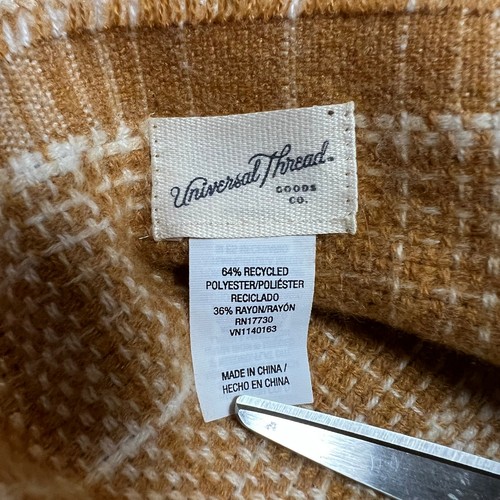 Universal Thread
GOODS
CO.
64% RECYCLED
POLYESTER/POLIÉSTER
RECICLADO
36% RAYON/RAYÓN
RN17730
VN1140163
MADE IN CHINA /
HECHO EN CHINA